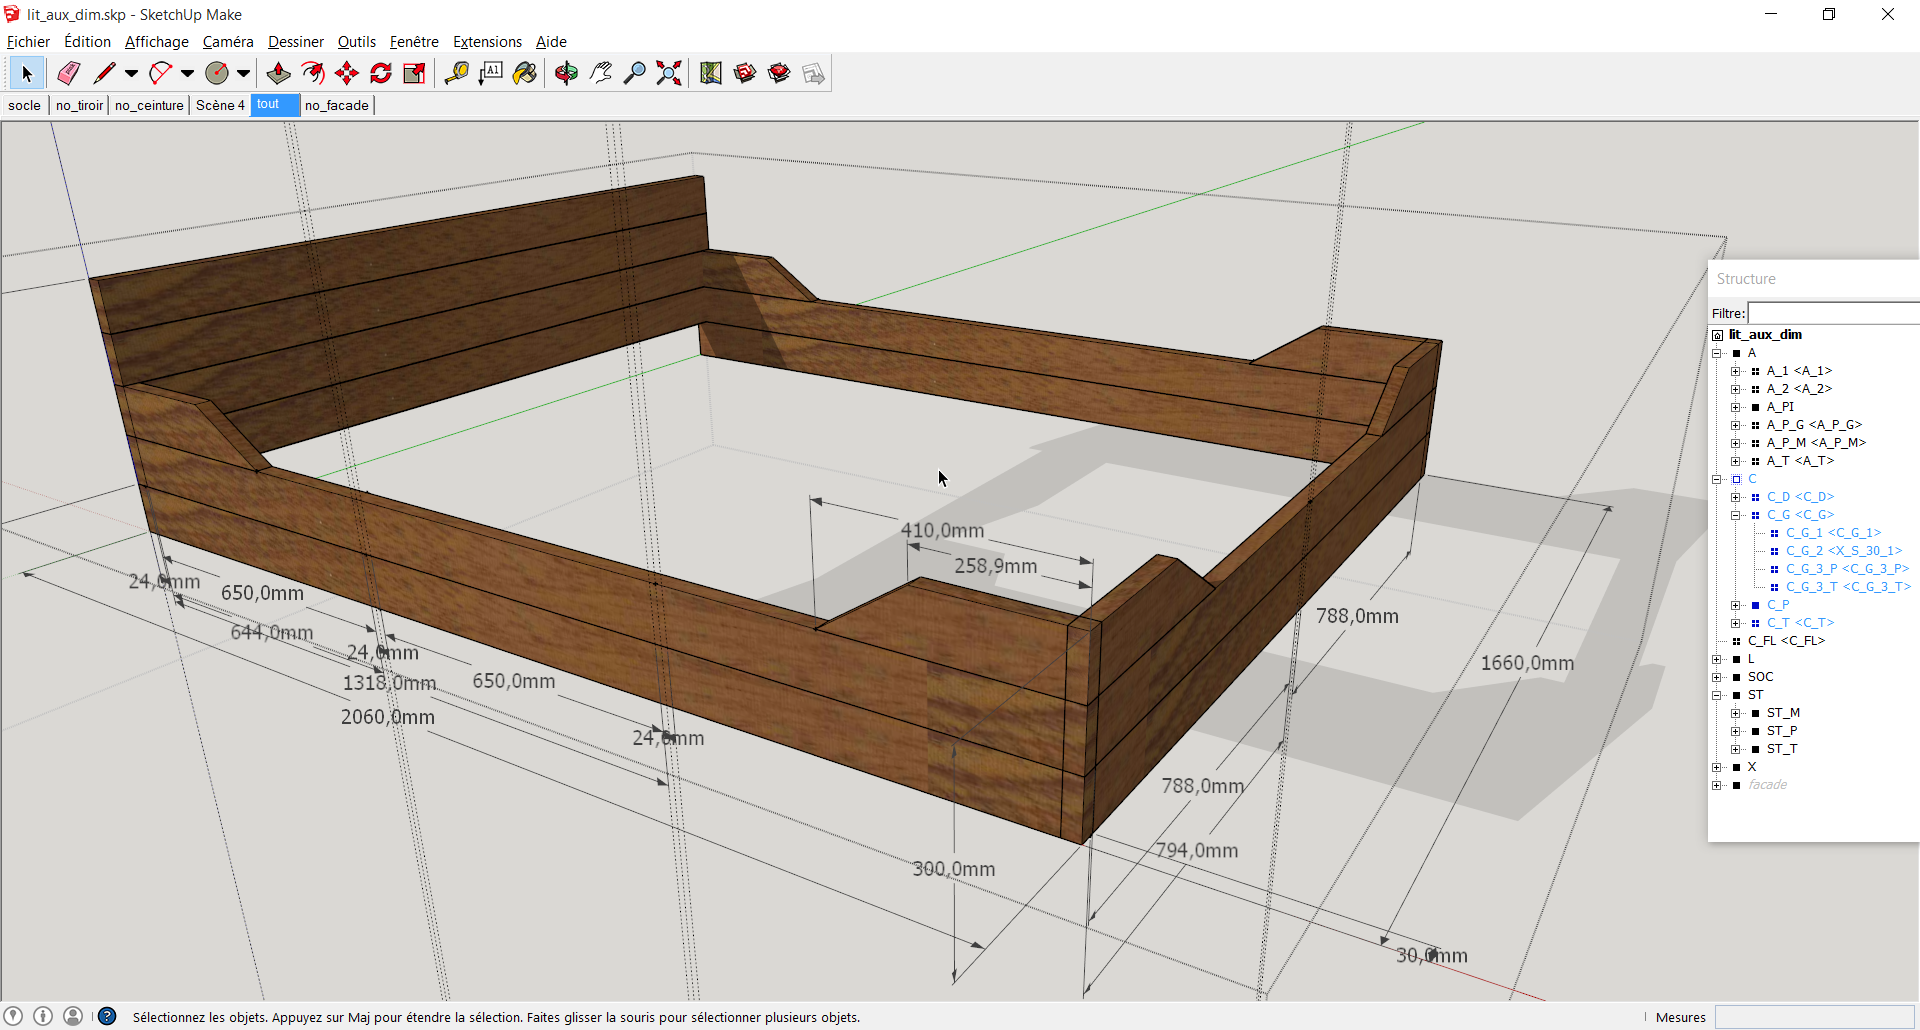 lit_aux_dim.skp - SketchUp Make
Fichier Édition Affichage Caméra Dessiner Outils Fenêtre Extensions Aide
A1
socle no_tiroir no_ceinture Scène 4 tout no_facade
Structure
Filtre:
lit_aux_dim
A
A_1 <A_1>
A_2 <A_2>
A_PI
A_P_G <A_P_G>
A_P_M <A_P_M>
A_T <A_T>
C
C_D <C_D>
C_G <C_G>
C_G_1 <C_G_1>
C_G_2 <X_S_30_1>
C_G_3_P <C_G_3_P>
C_G_3_T <C_G_3_T>
C_P
C_T <C_T>
C_FL <C_FL>
L
SOC
ST
ST_M
ST_P
ST_T
X
facade
410,0mm
258,9mm
24,0mm
650,0mm
788,0mm
644,0mm
24,0mm
1660,0mm
1318,0mm
650,0mm
2060,0mm
24,0mm
788,0mm
794,0mm
300,0mm
30,0mm
Sélectionnez les objets. Appuyez sur Maj pour étendre la sélection. Faites glisser la souris pour sélectionner plusieurs objets.
Mesures